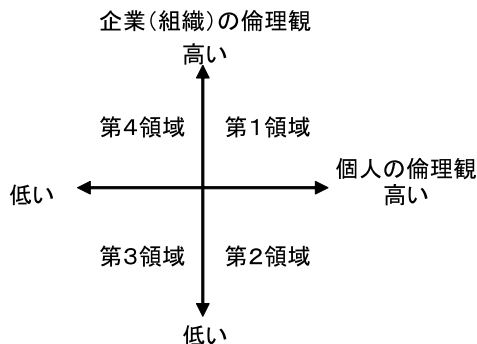 企業(組織)の倫理観
高い
第4領域 第1領域
個人の倫理観
低い 高い
第3領域 第2領域
低い